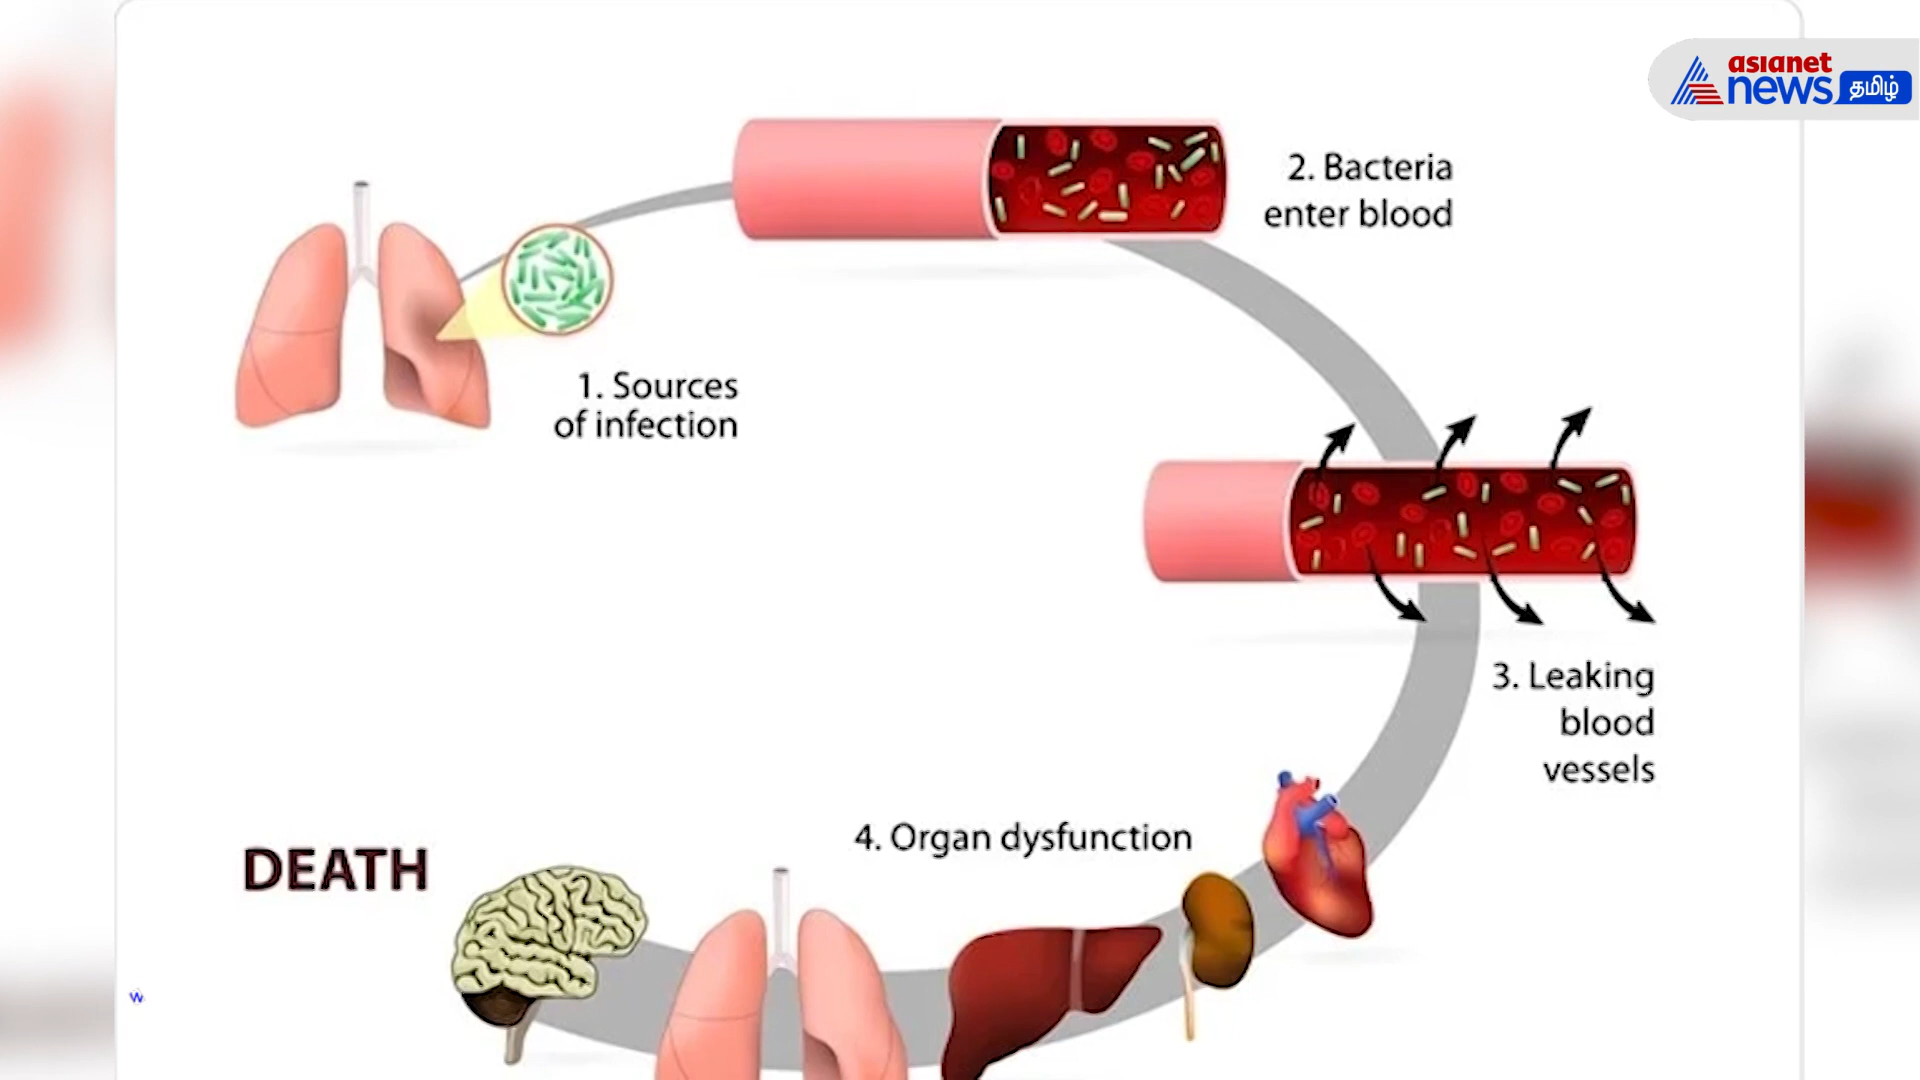 asianet
news தமிழ்
2. Bacteria
enter blood
1. Sources
of infection
3. Leaking
blood
vessels
4. Organ dysfunction
DEATH
w